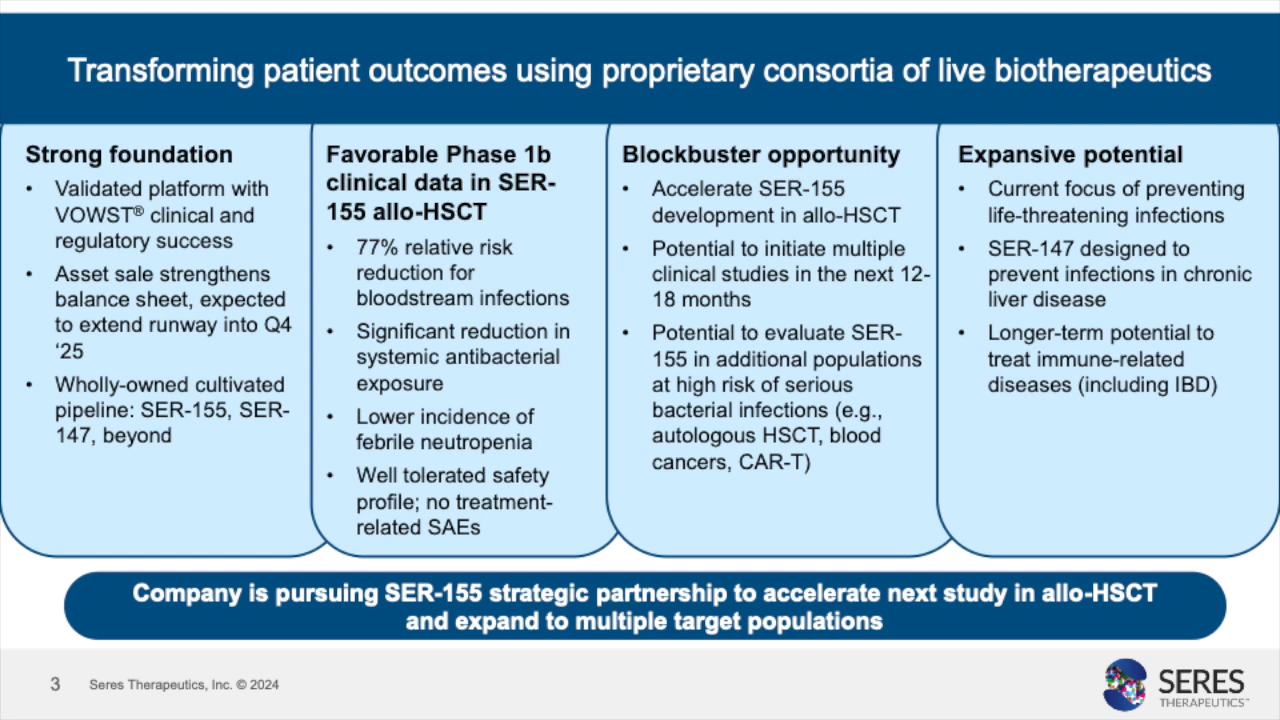 Transforming patient outcomes using proprietary consortia of live biotherapeutics
Strong foundation
• Validated platform with
VOWST® clinical and
regulatory success
• Asset sale strengthens
balance sheet, expected
to extend runway into Q4
‘25
• Wholly-owned cultivated
pipeline: SER-155, SER-
147, beyond
Favorable Phase 1b
clinical data in SER-
155 allo-HSCT
• 77% relative risk
reduction for
bloodstream infections
• Significant reduction in
systemic antibacterial
exposure
• Lower incidence of
febrile neutropenia
• Well tolerated safety
profile; no treatment-
related SAEs
Blockbuster opportunity
• Accelerate SER-155
development in allo-HSCT
• Potential to initiate multiple
clinical studies in the next 12-
18 months
• Potential to evaluate SER-
155 in additional populations
at high risk of serious
bacterial infections (e.g.,
autologous HSCT, blood
cancers, CAR-T)
Expansive potential
• Current focus of preventing
life-threatening infections
• SER-147 designed to
prevent infections in chronic
liver disease
• Longer-term potential to
treat immune-related
diseases (including IBD)
Company is pursuing SER-155 strategic partnership to accelerate next study in allo-HSCT
and expand to multiple target populations
3 Seres Therapeutics, Inc. © 2024
SERES
THERAPEUTICS™